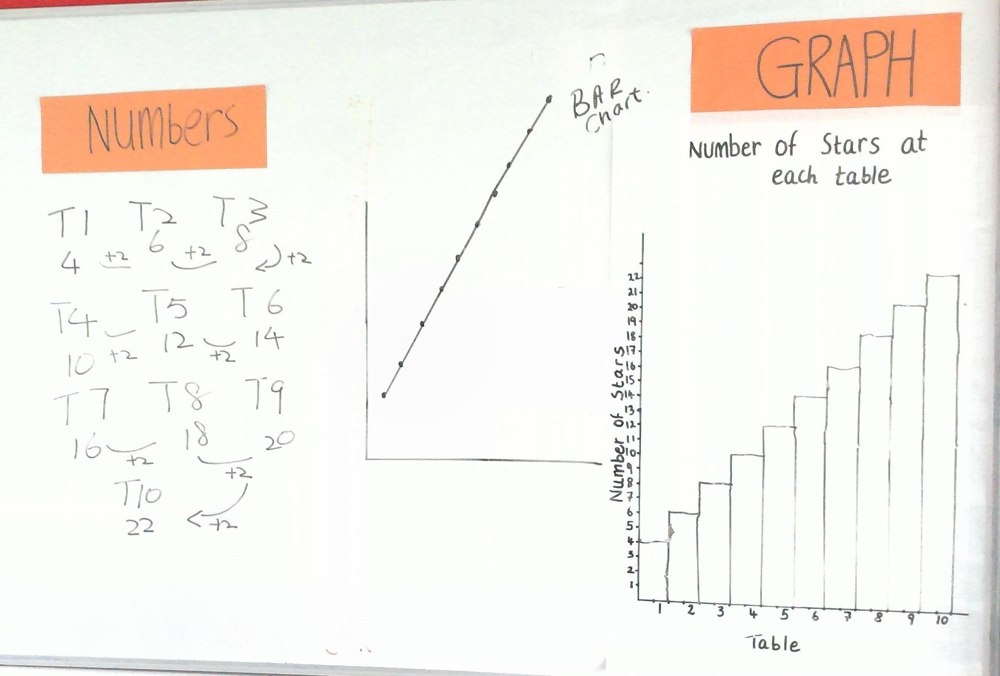 Numbers
T1 T2 T3
4 +2 6 +2 8 +2
T4 T5 T6
10 +2 12 +2 14
T7 T8 T9
16 +2 18 +2 20
T10
22 +2
BAR
Chart.
GRAPH
Number of Stars at
each table
Number of Stars
22
21
20
19
18
17
16
15
14
13
12
11
10
9
8
7
6
5
4
3
2
1
1 2 3 4 5 6 7 8 9 10
Table